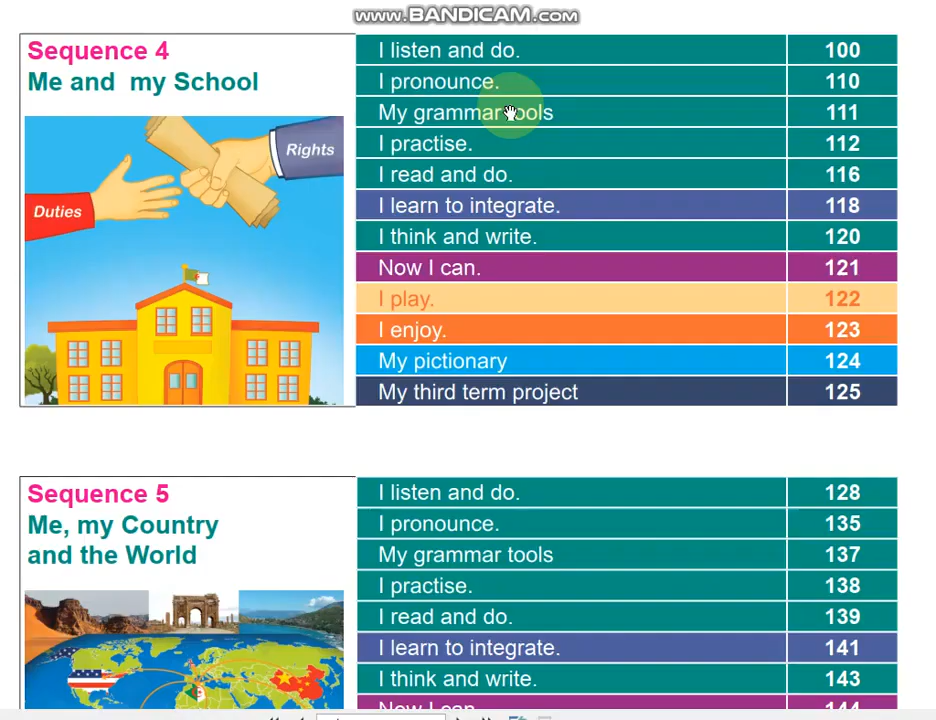 www.BANDICAM.com
Sequence 4
Me and my School
Rights
Duties
I listen and do. 100
I pronounce. 110
My grammar tools 111
I practise. 112
I read and do. 116
I learn to integrate. 118
I think and write. 120
Now I can. 121
I play. 122
I enjoy. 123
My pictionary 124
My third term project 125
Sequence 5
Me, my Country
and the World
I listen and do. 128
I pronounce. 135
My grammar tools 137
I practise. 138
I read and do. 139
I learn to integrate. 141
I think and write. 143
Now I can. 144